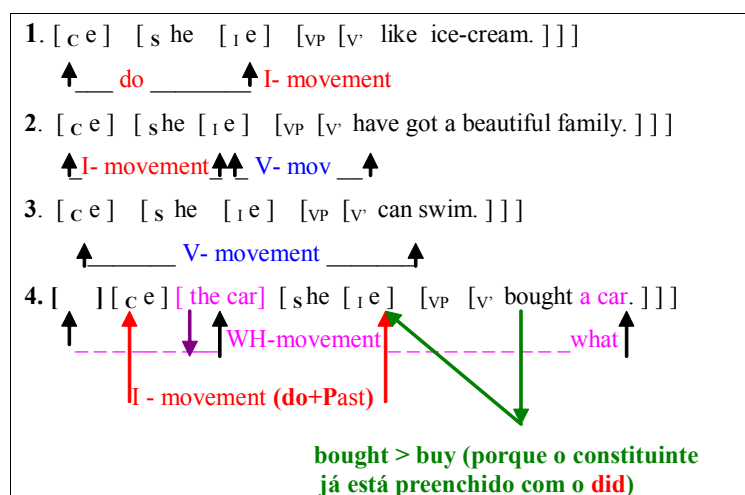 1. [ C e ] [ S he [ I e ] [VP [V' like ice-cream. ] ] ]
do I- movement
2. [ C e ] [ S he [ I e ] [VP [V' have got a beautiful family. ] ] ]
I- movement V- mov
3. [ C e ] [ S he [ I e ] [VP [V' can swim. ] ] ]
V- movement
4. [ ] [ C e ] [ the car] [ S he [ I e ] [VP [V' bought a car. ] ] ]
WH-movement what
I - movement (do+Past)
bought > buy (porque o constituinte
já está preenchido com o did)